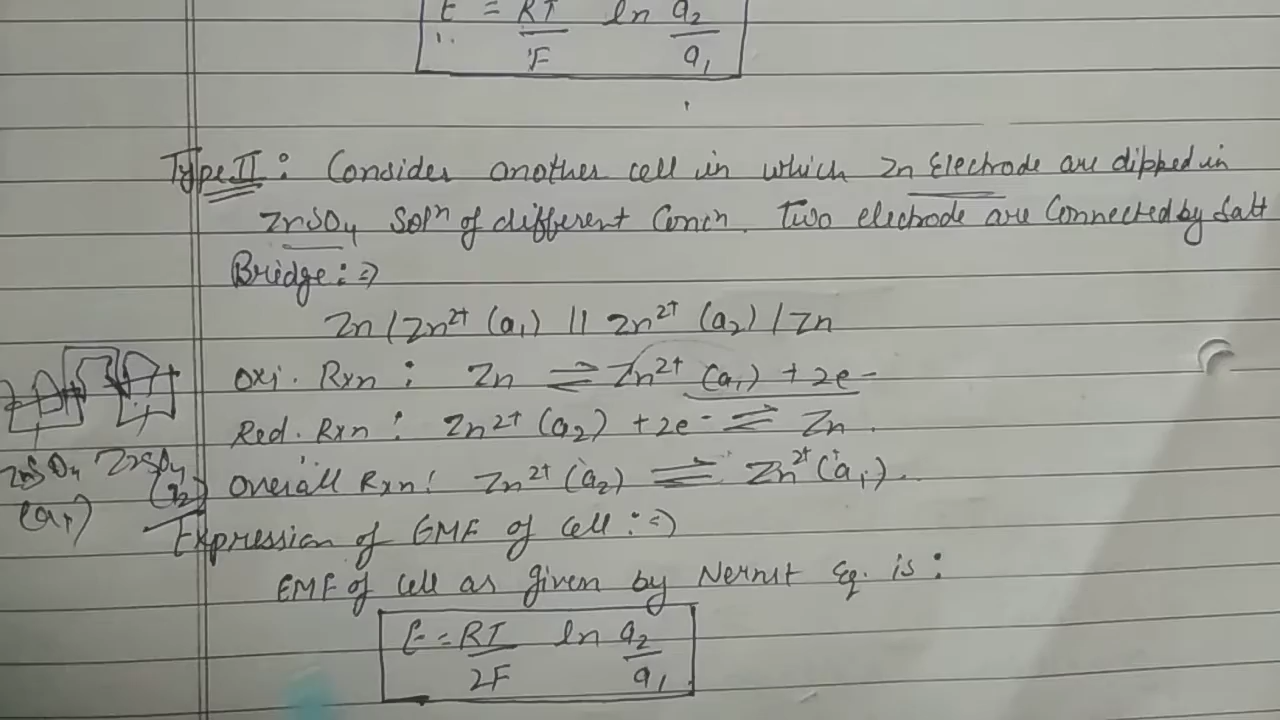 E = RT/F ln a₂/a₁
Type II : Consider another cell in which Zn Electrode are dipped in
ZnSO₄ Solⁿ of different Concⁿ. Two electrode are Connected by Salt
Bridge :⇒
Zn / Zn²⁺ (a₁) // Zn²⁺ (a₂) / Zn
Oxi. Rxn : Zn ⇌ Zn²⁺ (a₁) + 2e⁻
Red. Rxn : Zn²⁺ (a₂) + 2e⁻ ⇌ Zn.
Overall Rxn : Zn²⁺ (a₂) ⇌ Zn²⁺ (a₁).
ZnSO₄ ZnSO₄
(a₁) (a₂)
Expression of EMF of Cell :⇒
EMF of Cell as given by Nernst Eq. is :
E = RT/2F ln a₂/a₁